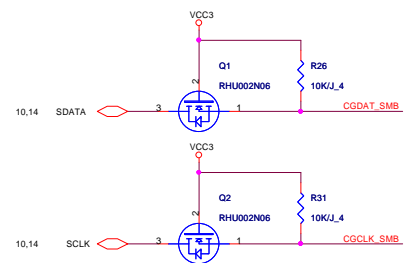 VCC3
Q1
RHU002N06
R26
10K/J_4
2
10,14 SDATA 3 1 CGDAT_SMB
VCC3
Q2
RHU002N06
R31
10K/J_4
2
10,14 SCLK 3 1 CGCLK_SMB